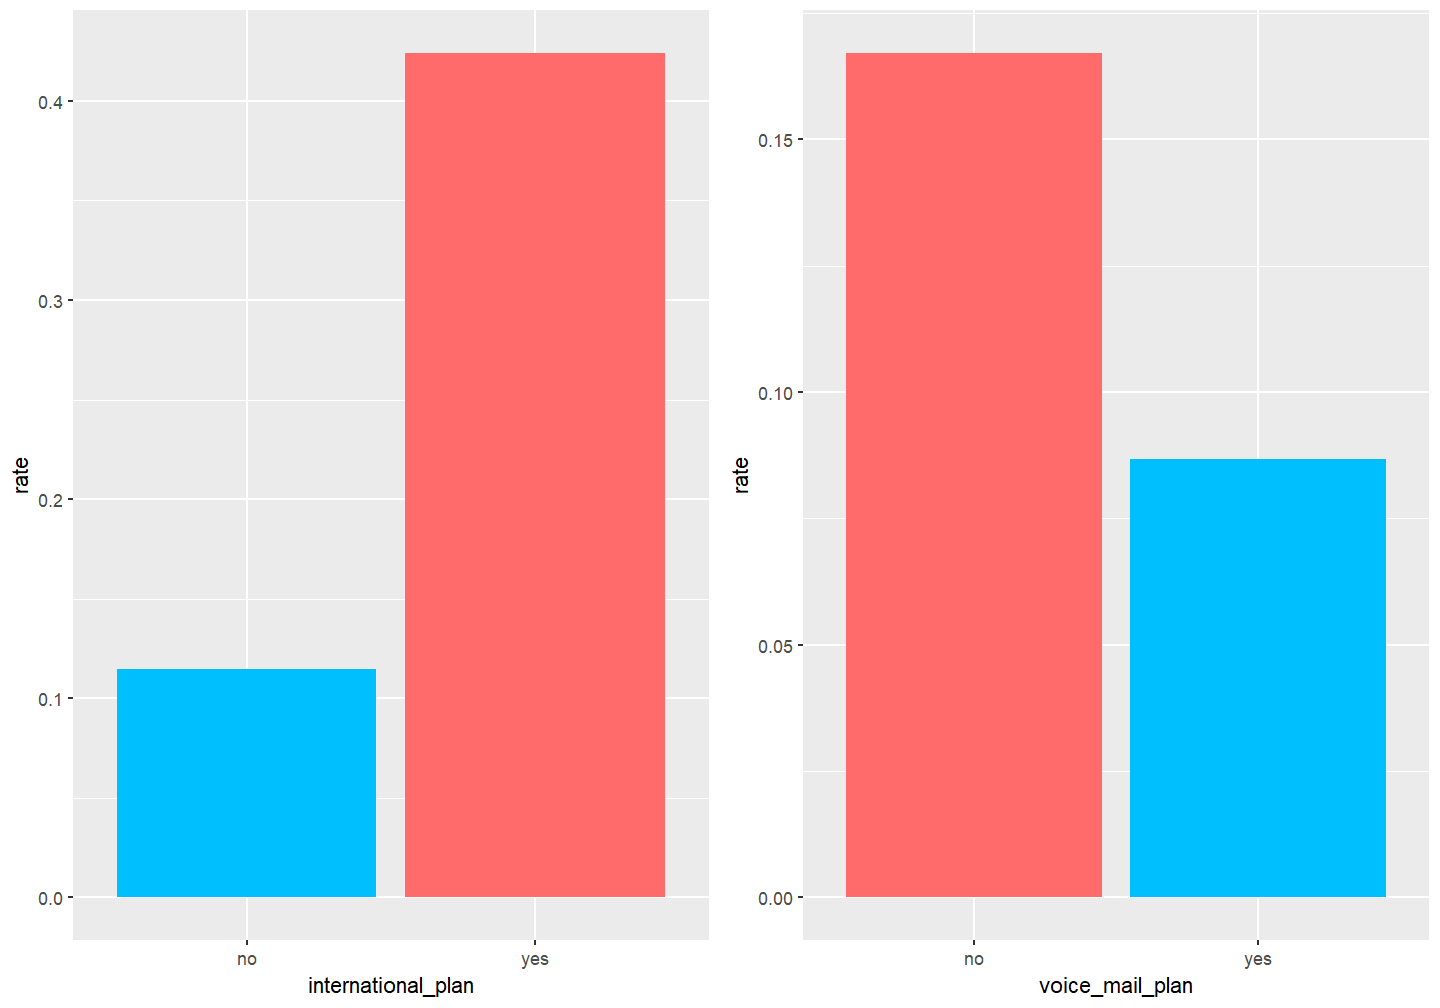 rate
0.4
0.3
0.2
0.1
0.0
no yes
international_plan
rate
0.15
0.10
0.05
0.00
no yes
voice_mail_plan